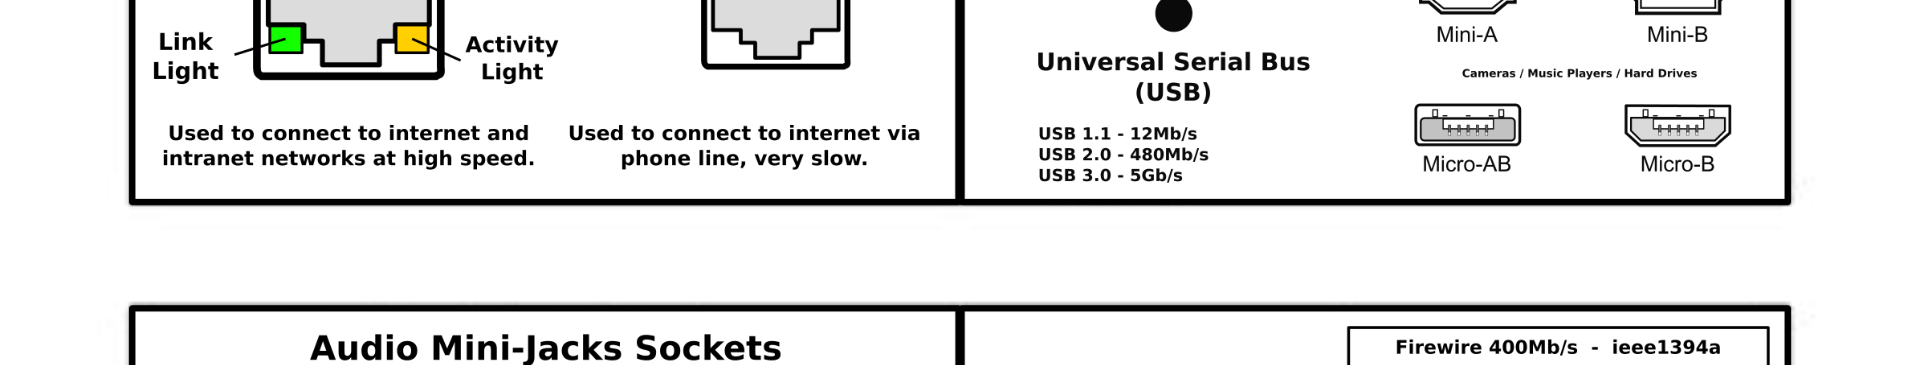 Link
Light
Activity
Light
Used to connect to internet and
intranet networks at high speed.
Used to connect to internet via
phone line, very slow.
Universal Serial Bus
(USB)
USB 1.1 - 12Mb/s
USB 2.0 - 480Mb/s
USB 3.0 - 5Gb/s
Mini-A
Mini-B
Cameras / Music Players / Hard Drives
Micro-AB
Micro-B
Audio Mini-Jacks Sockets
Firewire 400Mb/s - ieee1394a